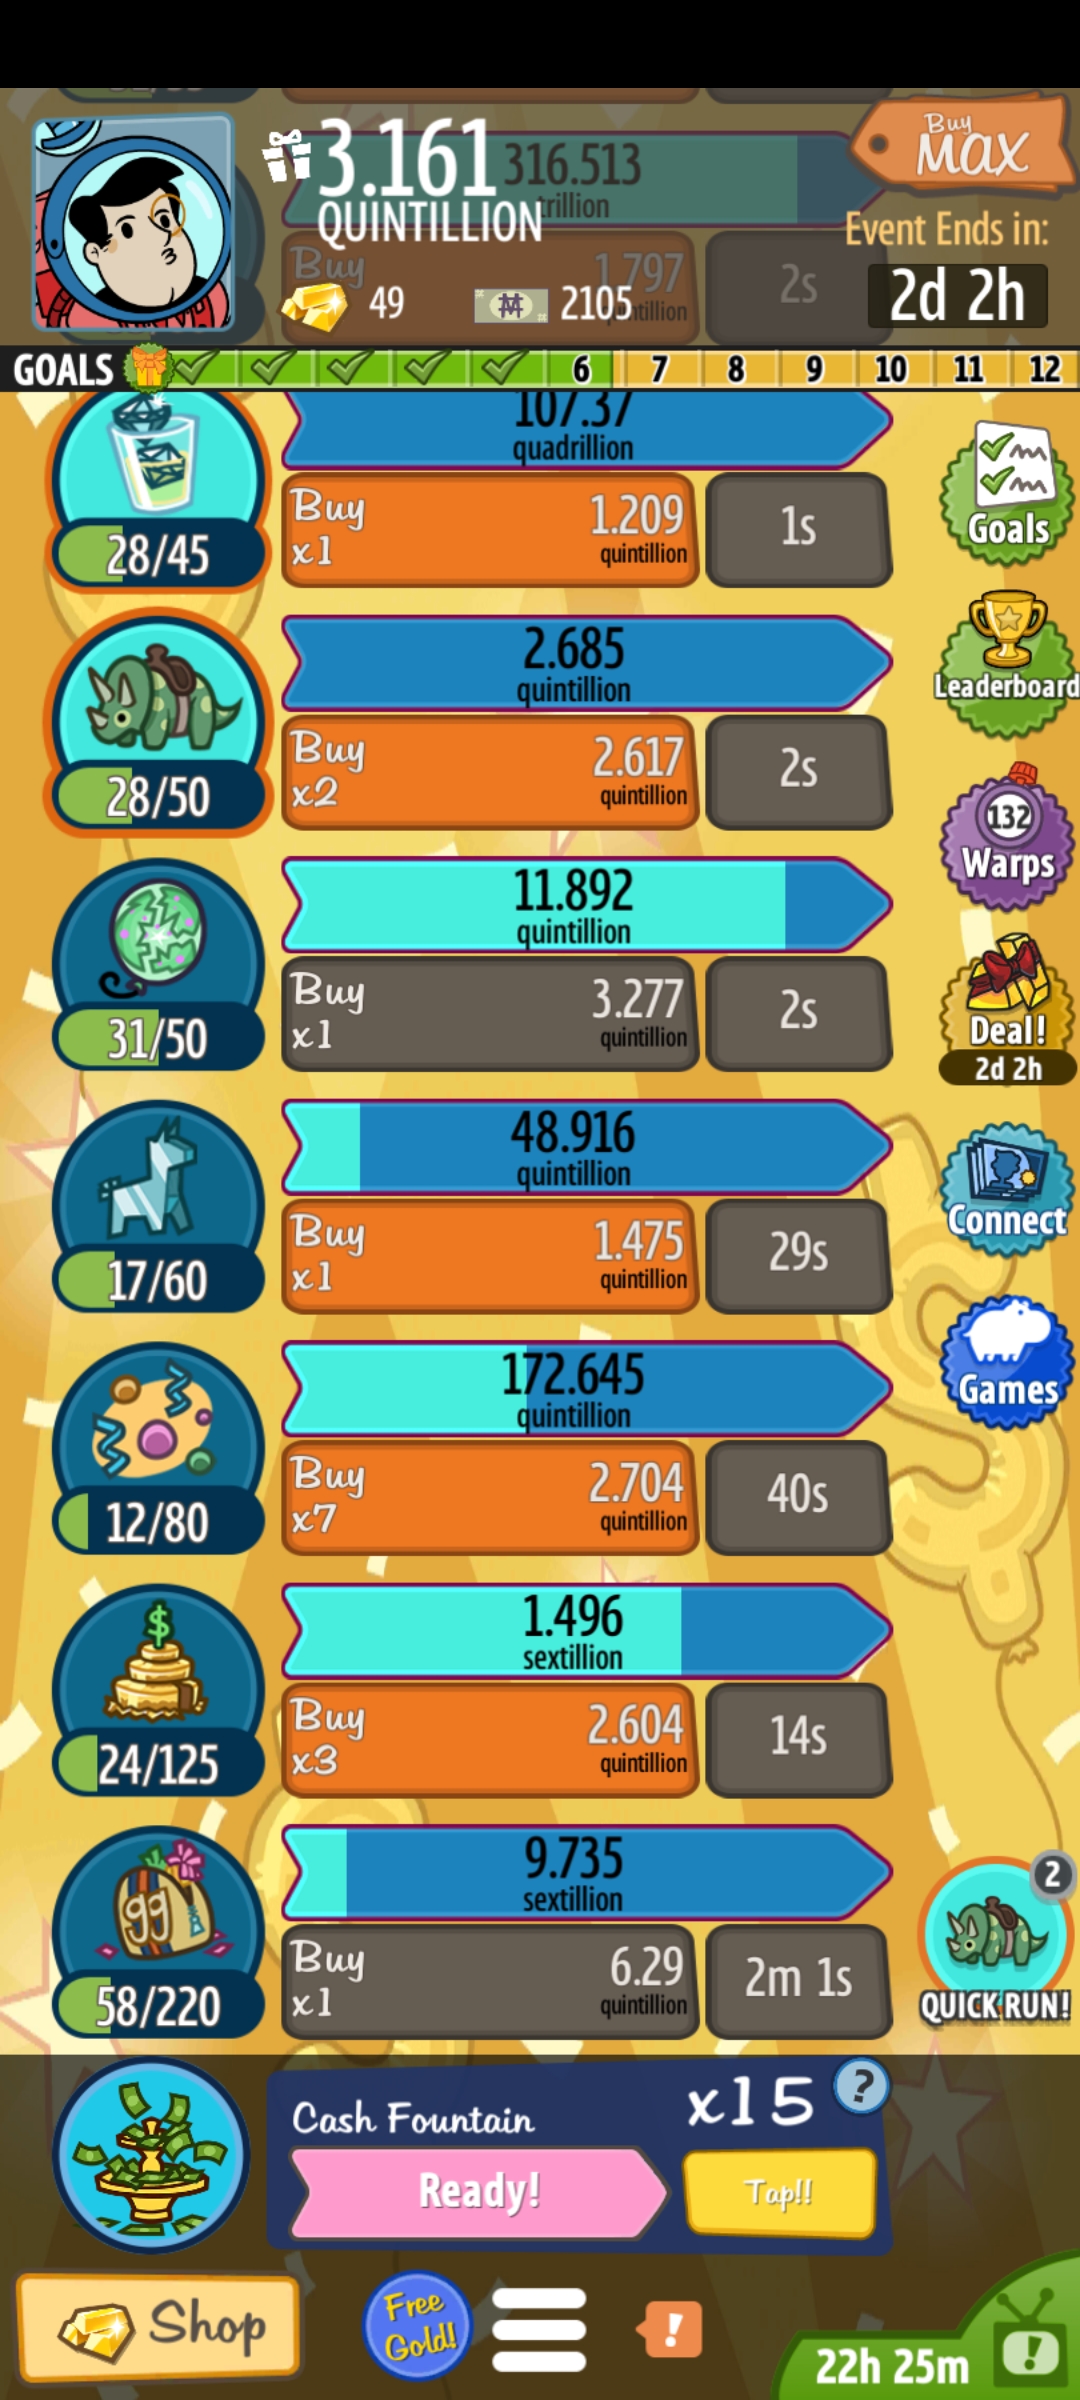 3.161
QUINTILLION
316.513
trillion
Buy
MAX
Event Ends in:
2d 2h
Buy
1.797
2s
49
2105
GOALS
6
7
8
9
10
11
12
107.37
quadrillion
28/45
Buy
x1
1.209
quintillion
1s
Goals
28/50
2.685
quintillion
Buy
x2
2.617
quintillion
2s
Leaderboard
31/50
11.892
quintillion
Buy
x1
3.277
quintillion
2s
132
Warps
Deal!
2d 2h
17/60
48.916
quintillion
Buy
x1
1.475
quintillion
29s
Connect
12/80
172.645
quintillion
Buy
x7
2.704
quintillion
40s
Games
$
24/125
1.496
sextillion
Buy
x3
2.604
quintillion
14s
99
58/220
9.735
sextillion
Buy
x1
6.29
quintillion
2m 1s
2
QUICK RUN!
Cash Fountain
x15
?
Ready!
Tap!!
Shop
Free
Gold!
!
22h 25m
!